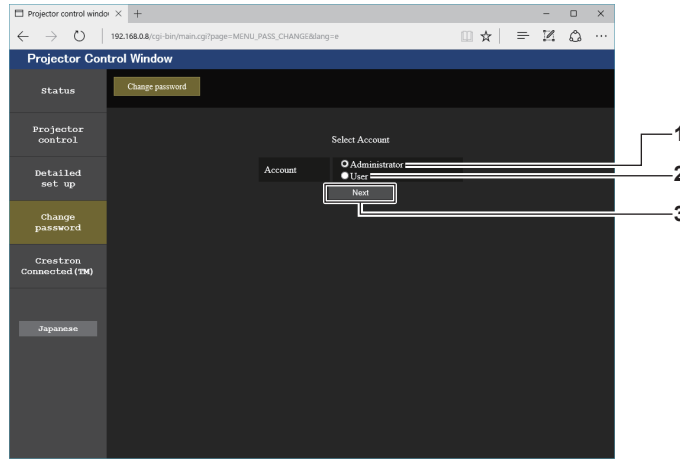 Projector control windo
192.168.0.8/cgi-bin/main.cgi?page=MENU_PASS_CHANGE&lang=e
Projector Control Window
Status
Change password
Projector
control
Select Account
1
Account
Administrator
Detailed
set up
User
2
Next
3
Change
password
Crestron
Connected(TM)
Japanese